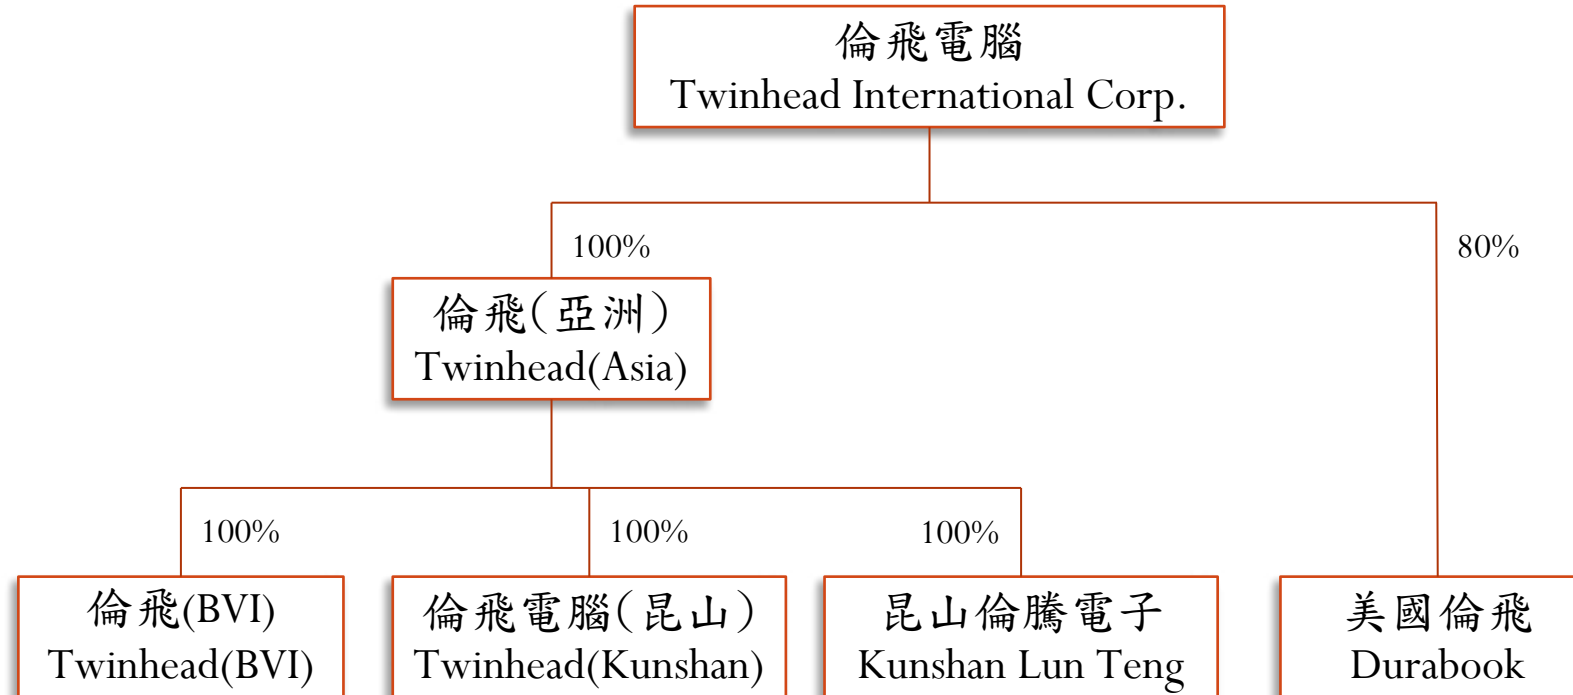 倫飛電腦
Twinhead International Corp.
100%
80%
倫飛(亞洲)
Twinhead(Asia)
100%
100%
100%
倫飛(BVI)
Twinhead(BVI)
倫飛電腦(昆山)
Twinhead(Kunshan)
昆山倫騰電子
Kunshan Lun Teng
美國倫飛
Durabook